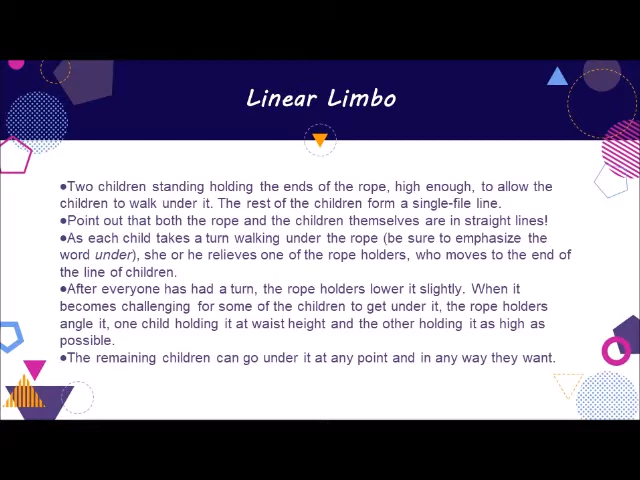 Linear Limbo
●Two children standing holding the ends of the rope, high enough, to allow the
children to walk under it. The rest of the children form a single-file line.
●Point out that both the rope and the children themselves are in straight lines!
●As each child takes a turn walking under the rope (be sure to emphasize the
word under), she or he relieves one of the rope holders, who moves to the end of
the line of children.
●After everyone has had a turn, the rope holders lower it slightly. When it
becomes challenging for some of the children to get under it, the rope holders
angle it, one child holding it at waist height and the other holding it as high as
possible.
●The remaining children can go under it at any point and in any way they want.